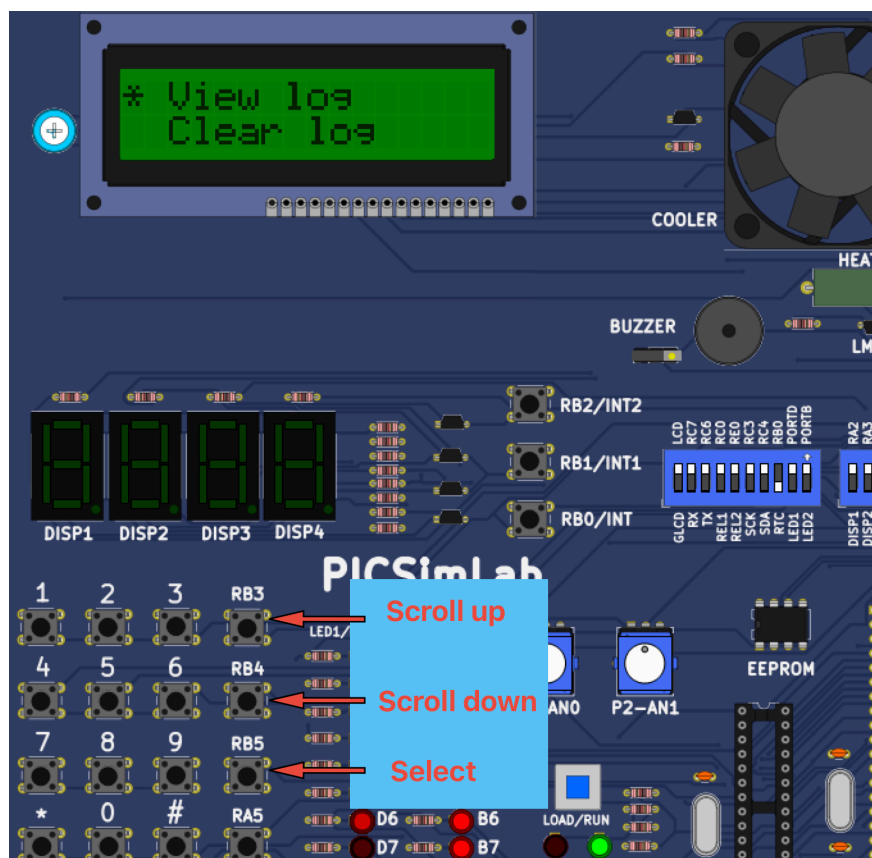 * View log
Clear log
COOLER
HEAT
BUZZER
LM
RB2/INT2
RB1/INT1
RB0/INT
LCD RC7 RC6 RC0 RE0 RC3 RC4 RB0 PORTD PORTB
GLCD RX TX REL1 REL2 SCK SDA RTC LED1 LED2
RA2 RA3
DISP1 DISP2
DISP1 DISP2 DISP3 DISP4
PICSimLab
1 2 3 RB3
Scroll up
LED1/
4 5 6 RB4
Scroll down
AN0 P2-AN1
EEPROM
7 8 9 RB5
Select
* 0 # RA5
D6 B6
LOAD/RUN
D7 B7